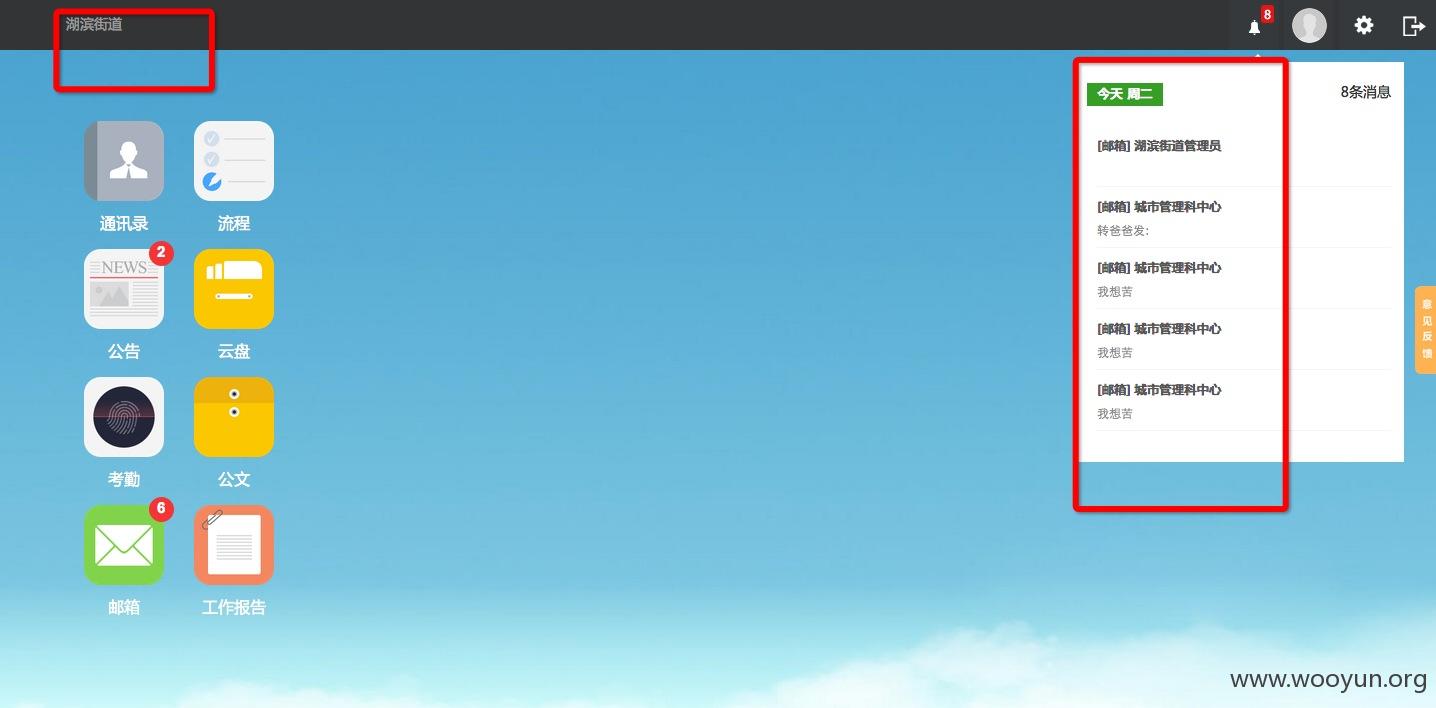 湖滨街道
8
今天 周二
8条消息
[邮箱] 湖滨街道管理员
[邮箱] 城市管理科中心
转爸爸发:
[邮箱] 城市管理科中心
我想苦
[邮箱] 城市管理科中心
我想苦
[邮箱] 城市管理科中心
我想苦
通讯录
流程
2
NEWS
公告
云盘
考勤
公文
6
邮箱
工作报告
意见反馈
www.wooyun.org